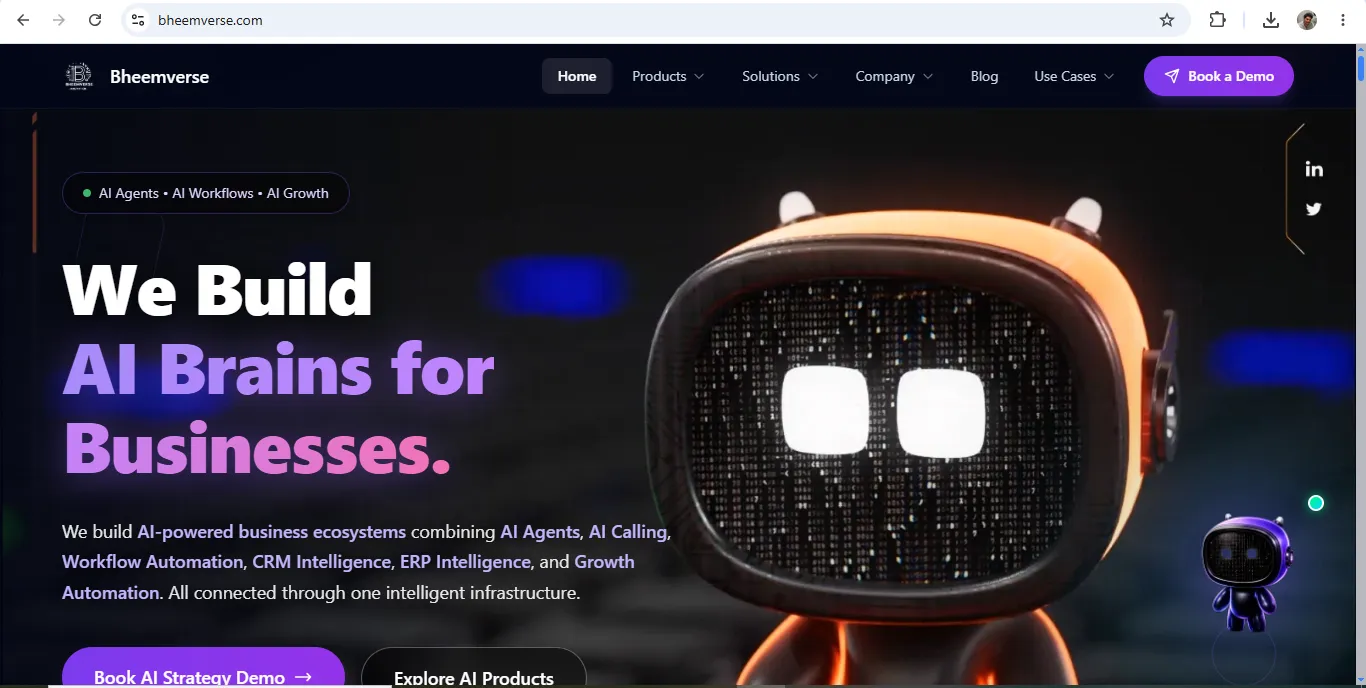 bheemverse.com
Bheemverse
Home
Products
Solutions
Company
Blog
Use Cases
Book a Demo
in
AI Agents • AI Workflows • AI Growth
We Build
AI Brains for
Businesses.
We build AI-powered business ecosystems combining AI Agents, AI Calling,
Workflow Automation, CRM Intelligence, ERP Intelligence, and Growth
Automation. All connected through one intelligent infrastructure.
Book AI Strategy Demo →
Explore AI Products